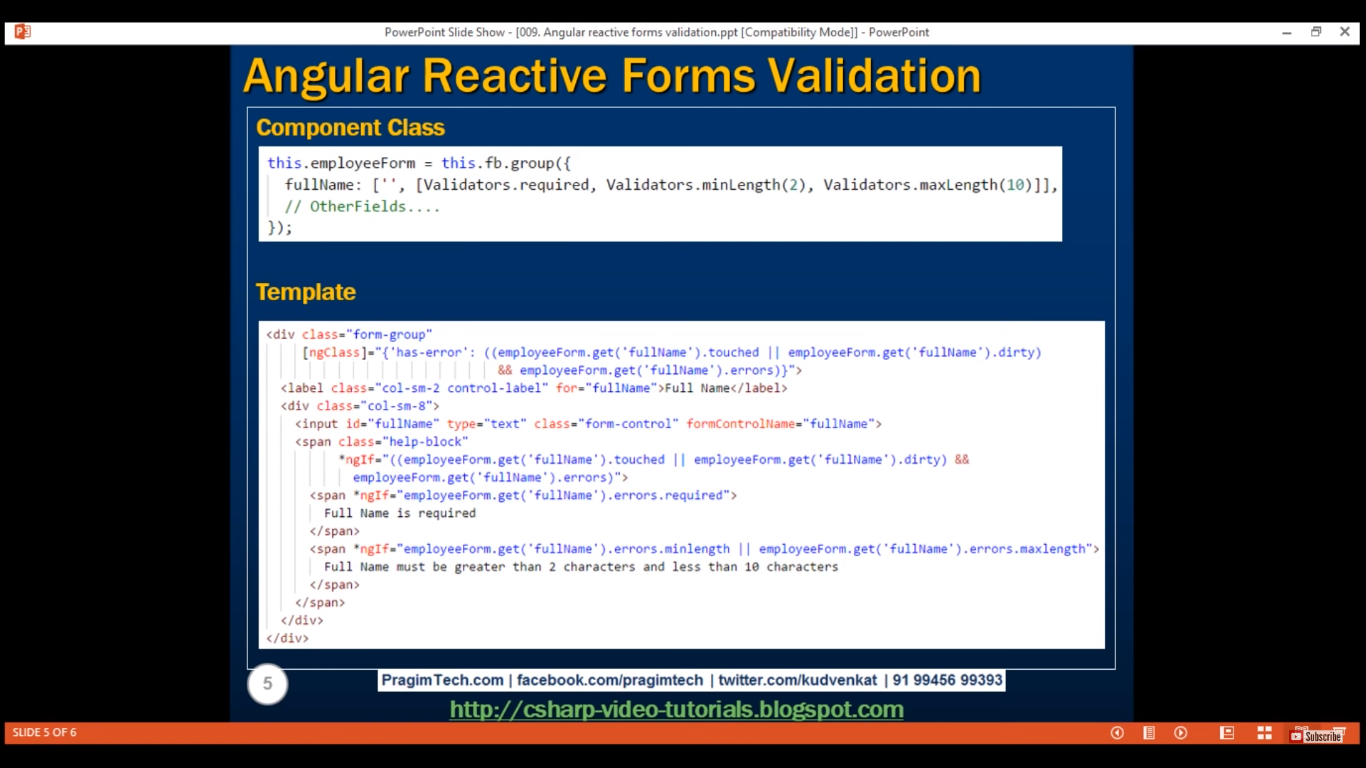 PowerPoint Slide Show - [009. Angular reactive forms validation.ppt [Compatibility Mode]] - PowerPoint
Angular Reactive Forms Validation
Component Class
this.employeeForm = this.fb.group({
fullName: ['', [Validators.required, Validators.minLength(2), Validators.maxLength(10)]],
// OtherFields....
});
Template
<div class="form-group"
[ngClass]="{'has-error': ((employeeForm.get('fullName').touched || employeeForm.get('fullName').dirty)
&& employeeForm.get('fullName').errors)}">
<label class="col-sm-2 control-label" for="fullName">Full Name</label>
<div class="col-sm-8">
<input id="fullName" type="text" class="form-control" formControlName="fullName">
<span class="help-block"
*ngIf="((employeeForm.get('fullName').touched || employeeForm.get('fullName').dirty) &&
employeeForm.get('fullName').errors)">
<span *ngIf="employeeForm.get('fullName').errors.required">
Full Name is required
</span>
<span *ngIf="employeeForm.get('fullName').errors.minlength || employeeForm.get('fullName').errors.maxlength">
Full Name must be greater than 2 characters and less than 10 characters
</span>
</span>
</div>
</div>
5
PragimTech.com | facebook.com/pragimtech | twitter.com/kudvenkat | 91 99456 99393
http://csharp-video-tutorials.blogspot.com
SLIDE 5 OF 6
Subscribe